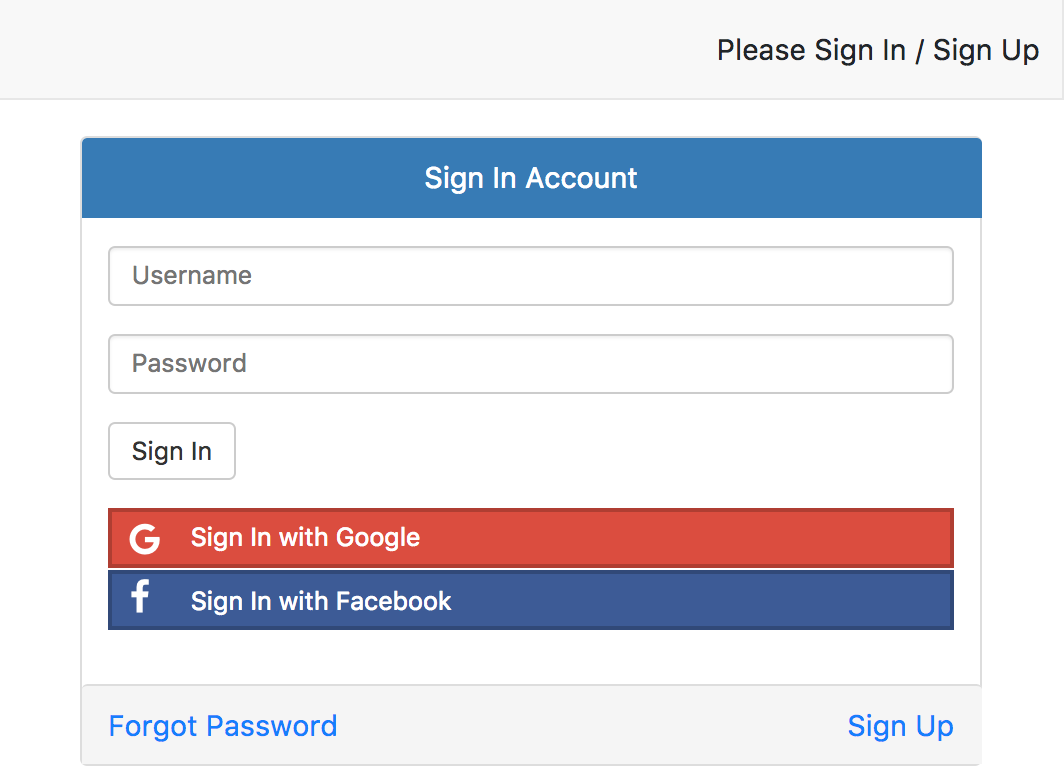 Please Sign In / Sign Up
Sign In Account
Username
Password
Sign In
Sign In with Google
Sign In with Facebook
Forgot Password
Sign Up